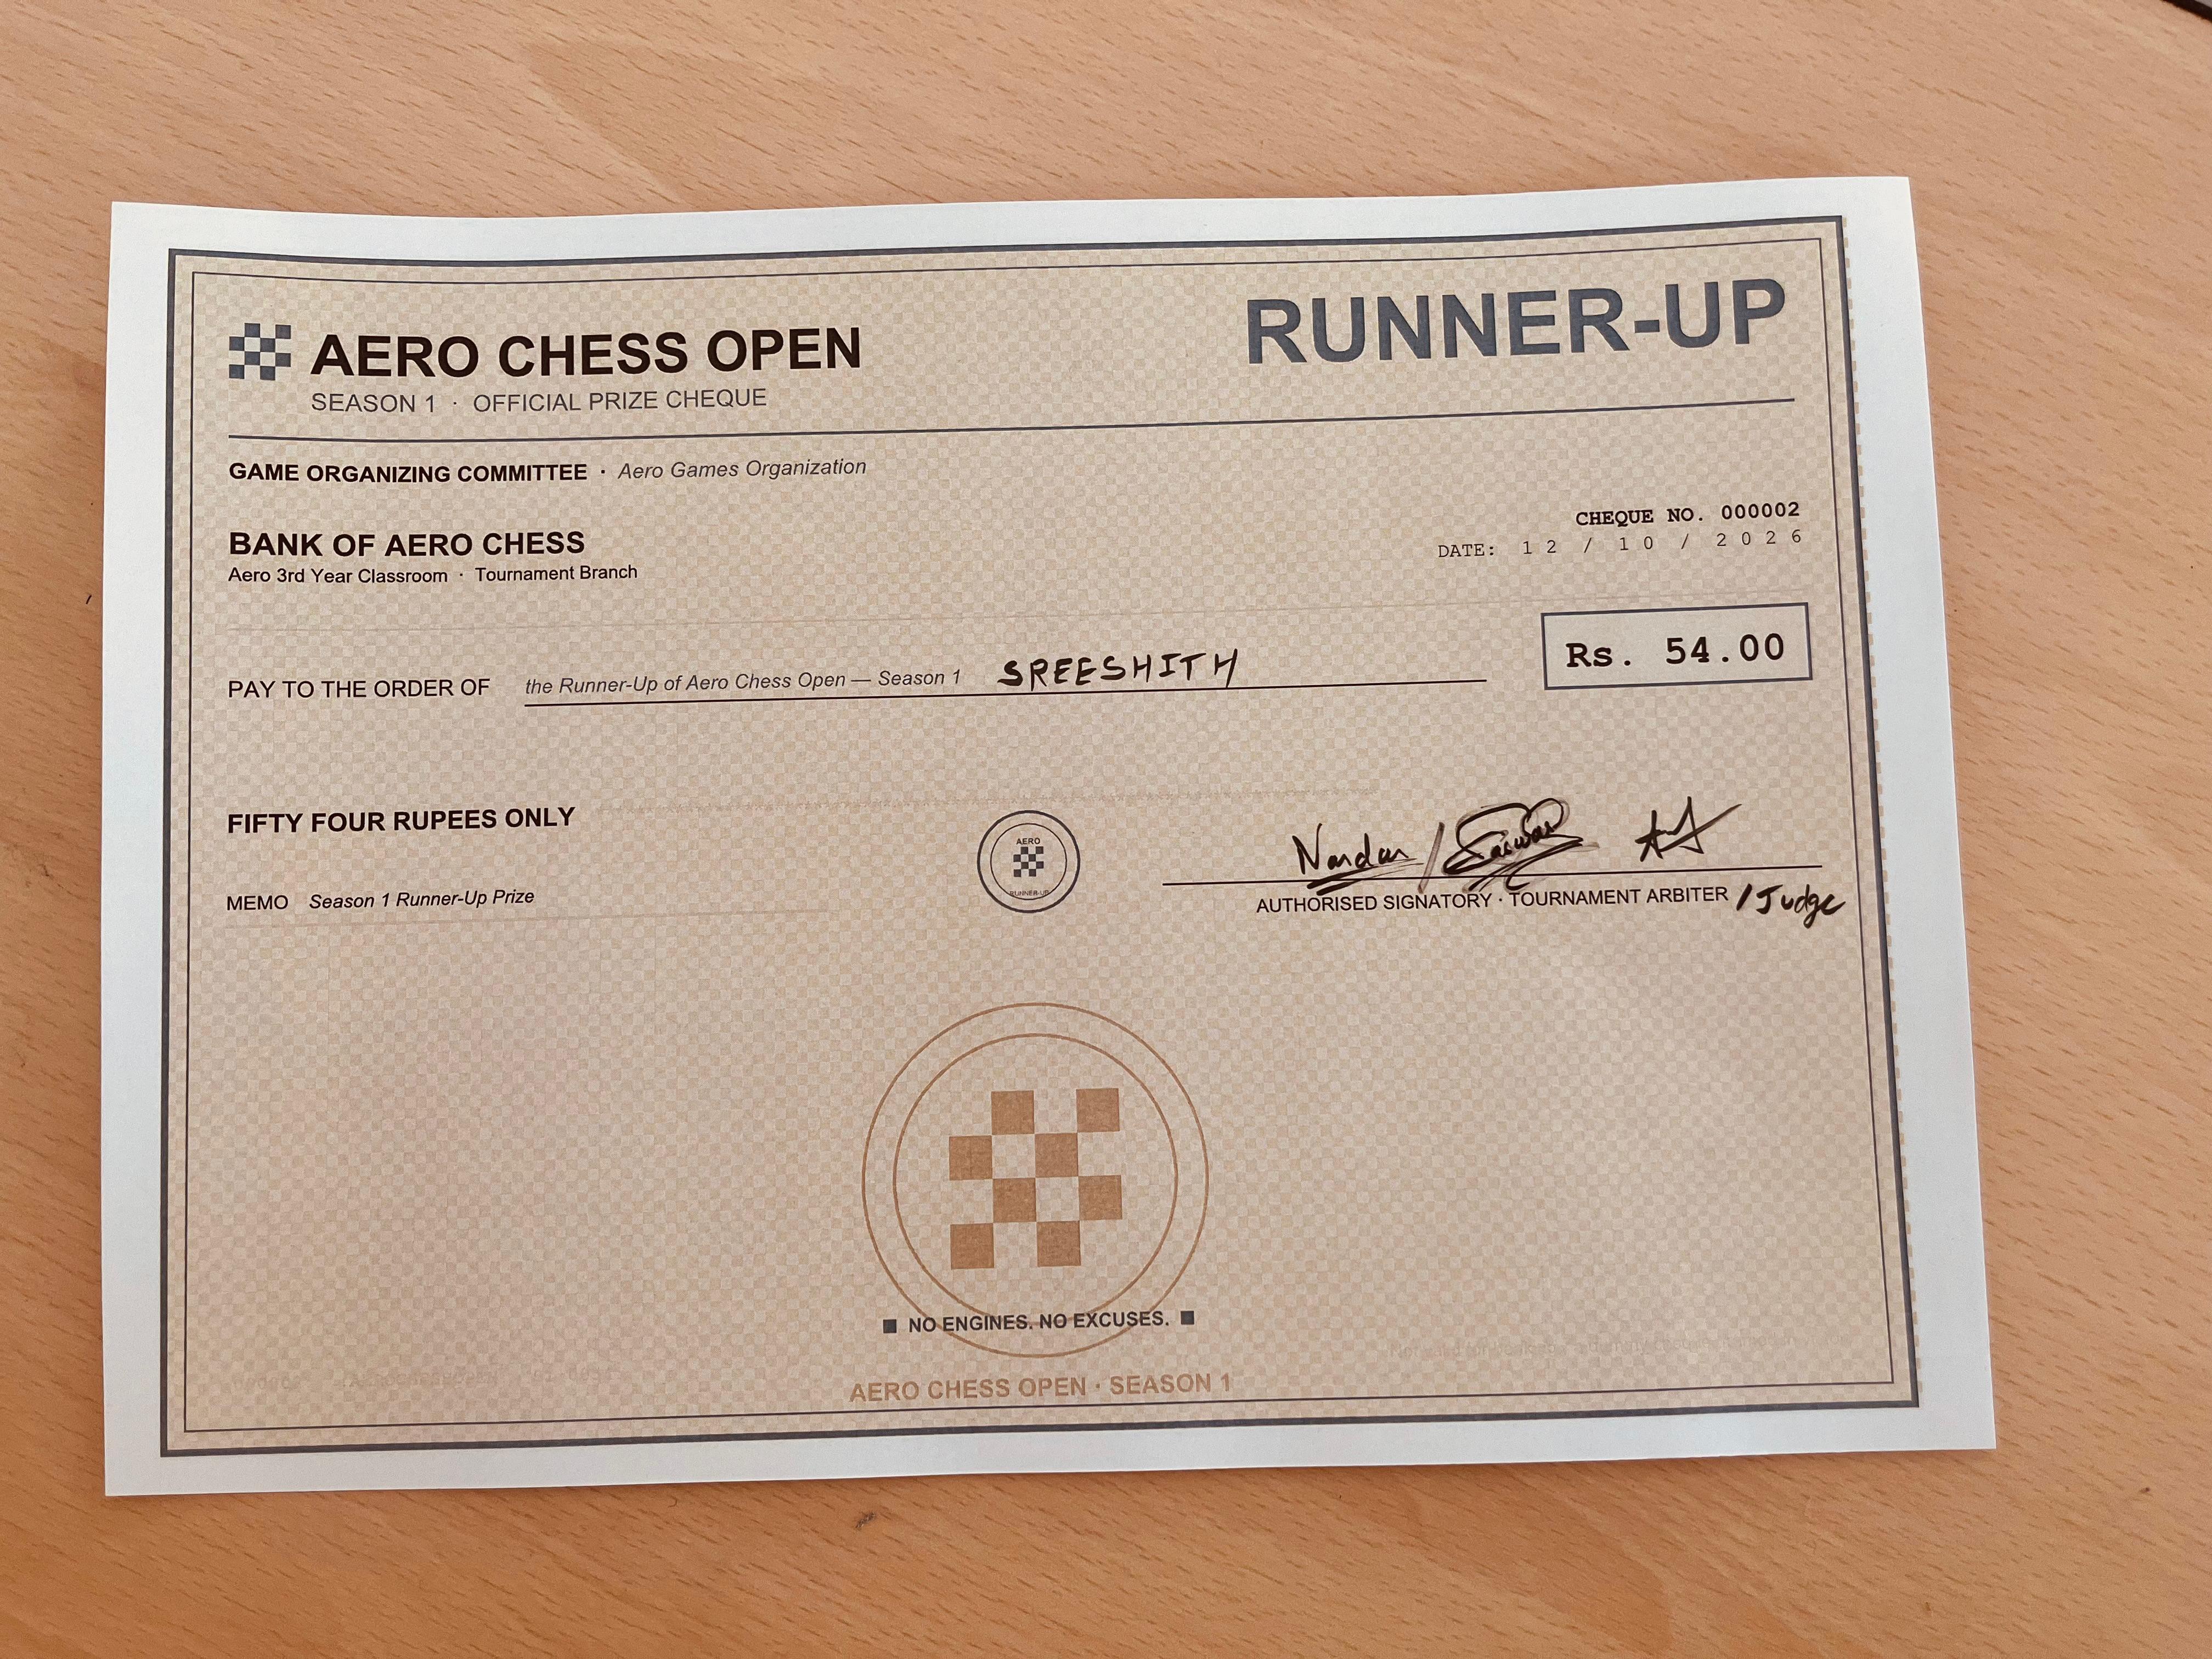 AERO CHESS OPEN
RUNNER-UP
SEASON 1 · OFFICIAL PRIZE CHEQUE
GAME ORGANIZING COMMITTEE · Aero Games Organization
BANK OF AERO CHESS
Aero 3rd Year Classroom · Tournament Branch
CHEQUE NO. 000002
DATE: 12 / 10 / 2026
PAY TO THE ORDER OF the Runner-Up of Aero Chess Open — Season 1 SREESHITH
Rs. 54.00
FIFTY FOUR RUPEES ONLY
AERO
RUNNER-UP
Nandan /
AUTHORISED SIGNATORY · TOURNAMENT ARBITER / Judge
MEMO Season 1 Runner-Up Prize
■ NO ENGINES. NO EXCUSES. ■
AERO CHESS OPEN · SEASON 1